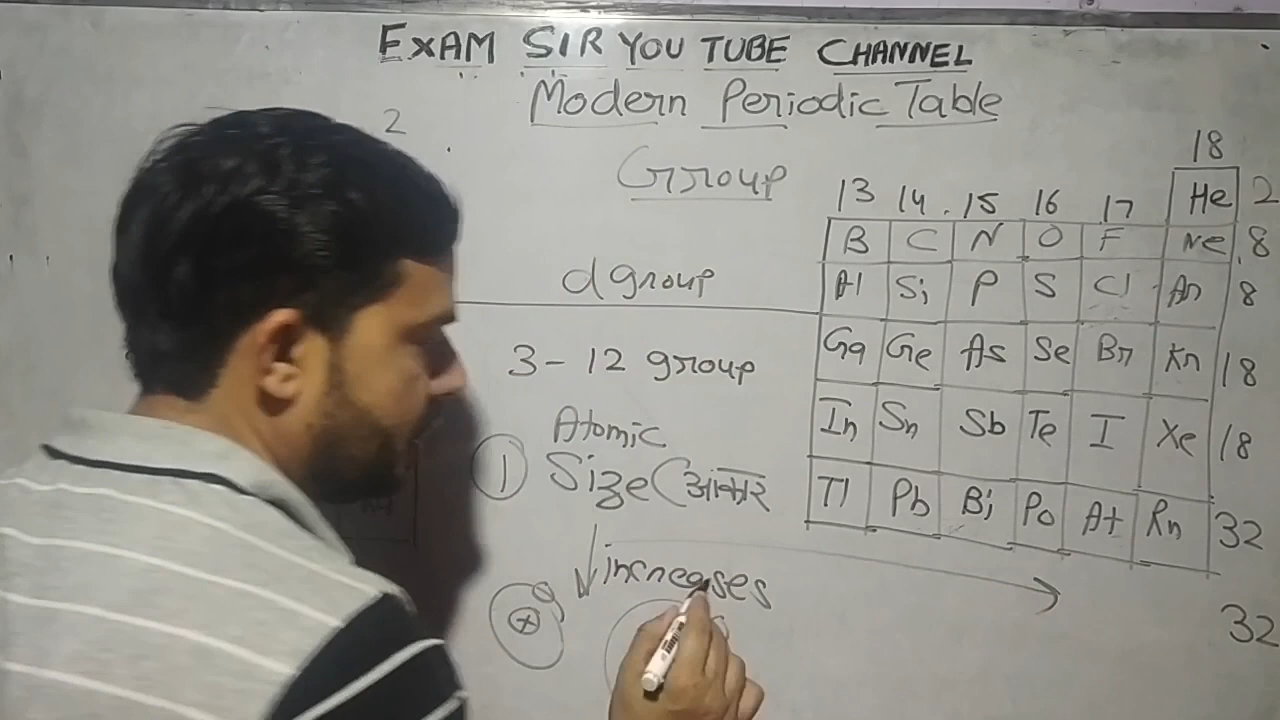 EXAM SIR YOU TUBE CHANNEL
Modern Periodic Table
2
Group
18
13 14 15 16 17 He 2
B C N O F Ne 8
d group
Al Si P S Cl Ar 8
3 - 12 group
Ga Ge As Se Br Kr 18
Atomic
In Sn Sb Te I Xe 18
① Size (आकार
Tl Pb Bi Po At Rn 32
↓ increases
32